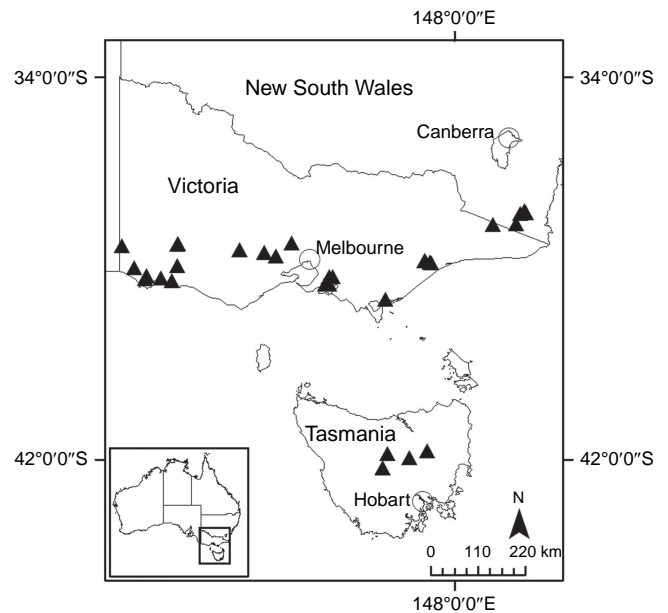 148°0′0″E
34°0′0″S
34°0′0″S
New South Wales
Canberra
Victoria
Melbourne
Tasmania
42°0′0″S
42°0′0″S
Hobart
N
0 110 220 km
148°0′0″E